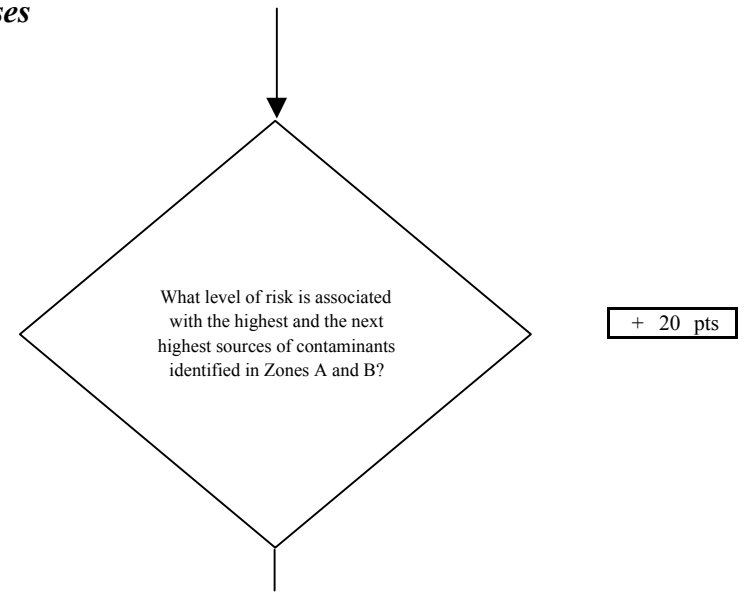 ses
What level of risk is associated
with the highest and the next
highest sources of contaminants
identified in Zones A and B?
+ 20 pts